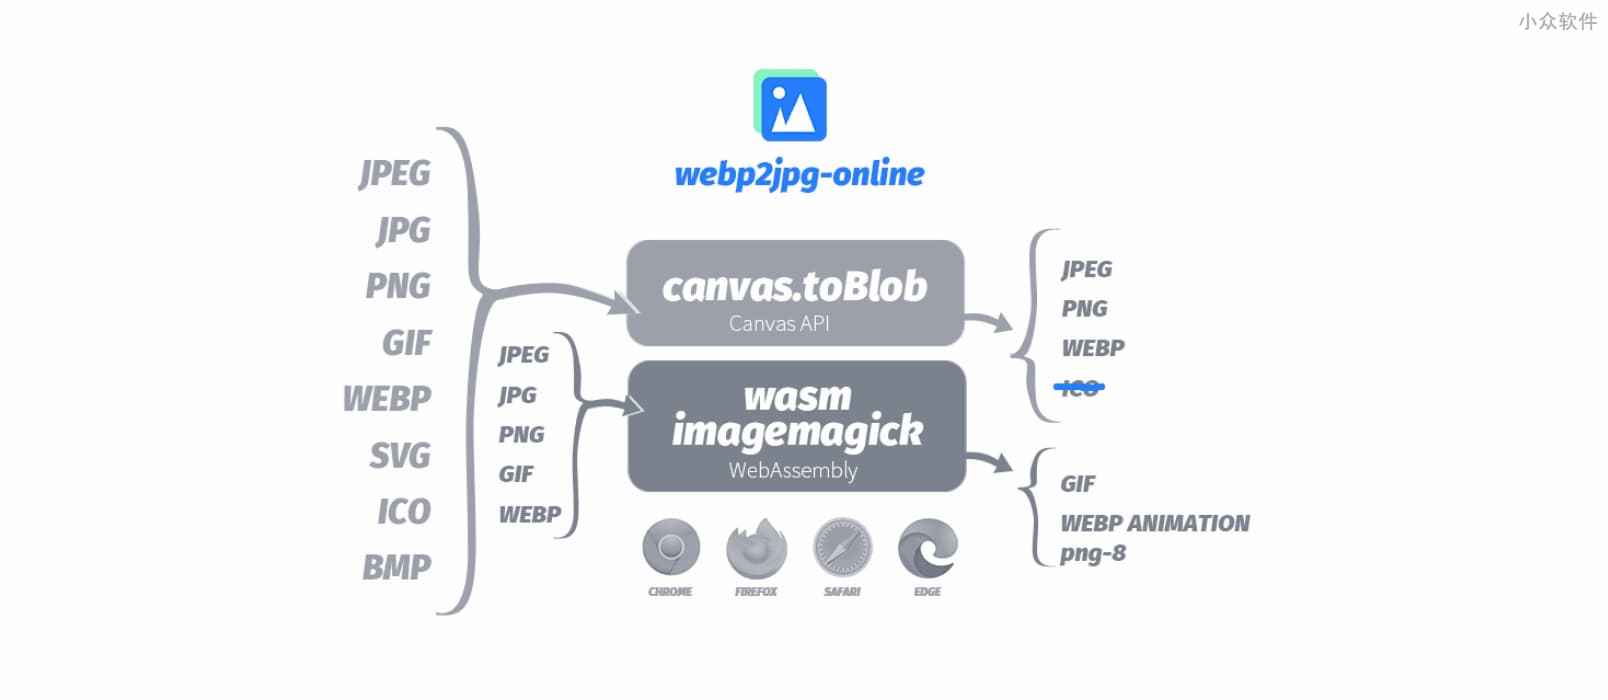 小众软件
webp2jpg-online
JPEG
JPG
PNG
GIF
WEBP
SVG
ICO
BMP
canvas.toBlob
Canvas API
JPEG
PNG
WEBP
ICO
JPEG
JPG
PNG
GIF
WEBP
wasm
imagemagick
WebAssembly
GIF
WEBP ANIMATION
png-8
CHROME
FIREFOX
SAFARI
EDGE